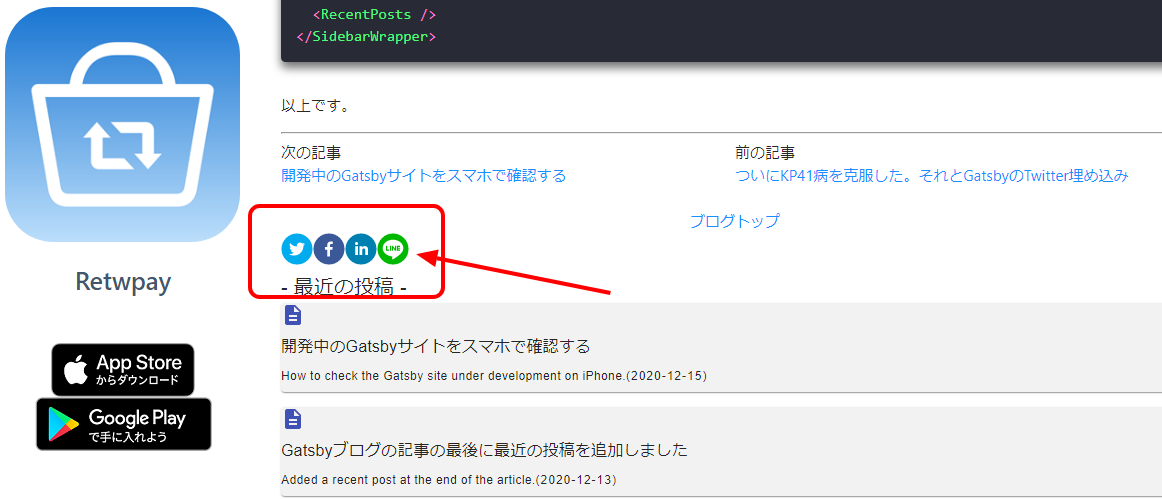 <RecentPosts />
</SidebarWrapper>
以上です。
次の記事
開発中のGatsbyサイトをスマホで確認する
前の記事
ついにKP41病を克服した。それとGatsbyのTwitter埋め込み
ブログトップ
f
in
LINE
- 最近の投稿 -
開発中のGatsbyサイトをスマホで確認する
How to check the Gatsby site under development on iPhone.(2020-12-15)
Gatsbyブログの記事の最後に最近の投稿を追加しました
Added a recent post at the end of the article.(2020-12-13)
Retwpay
App Store
からダウンロード
Google Play
で手に入れよう